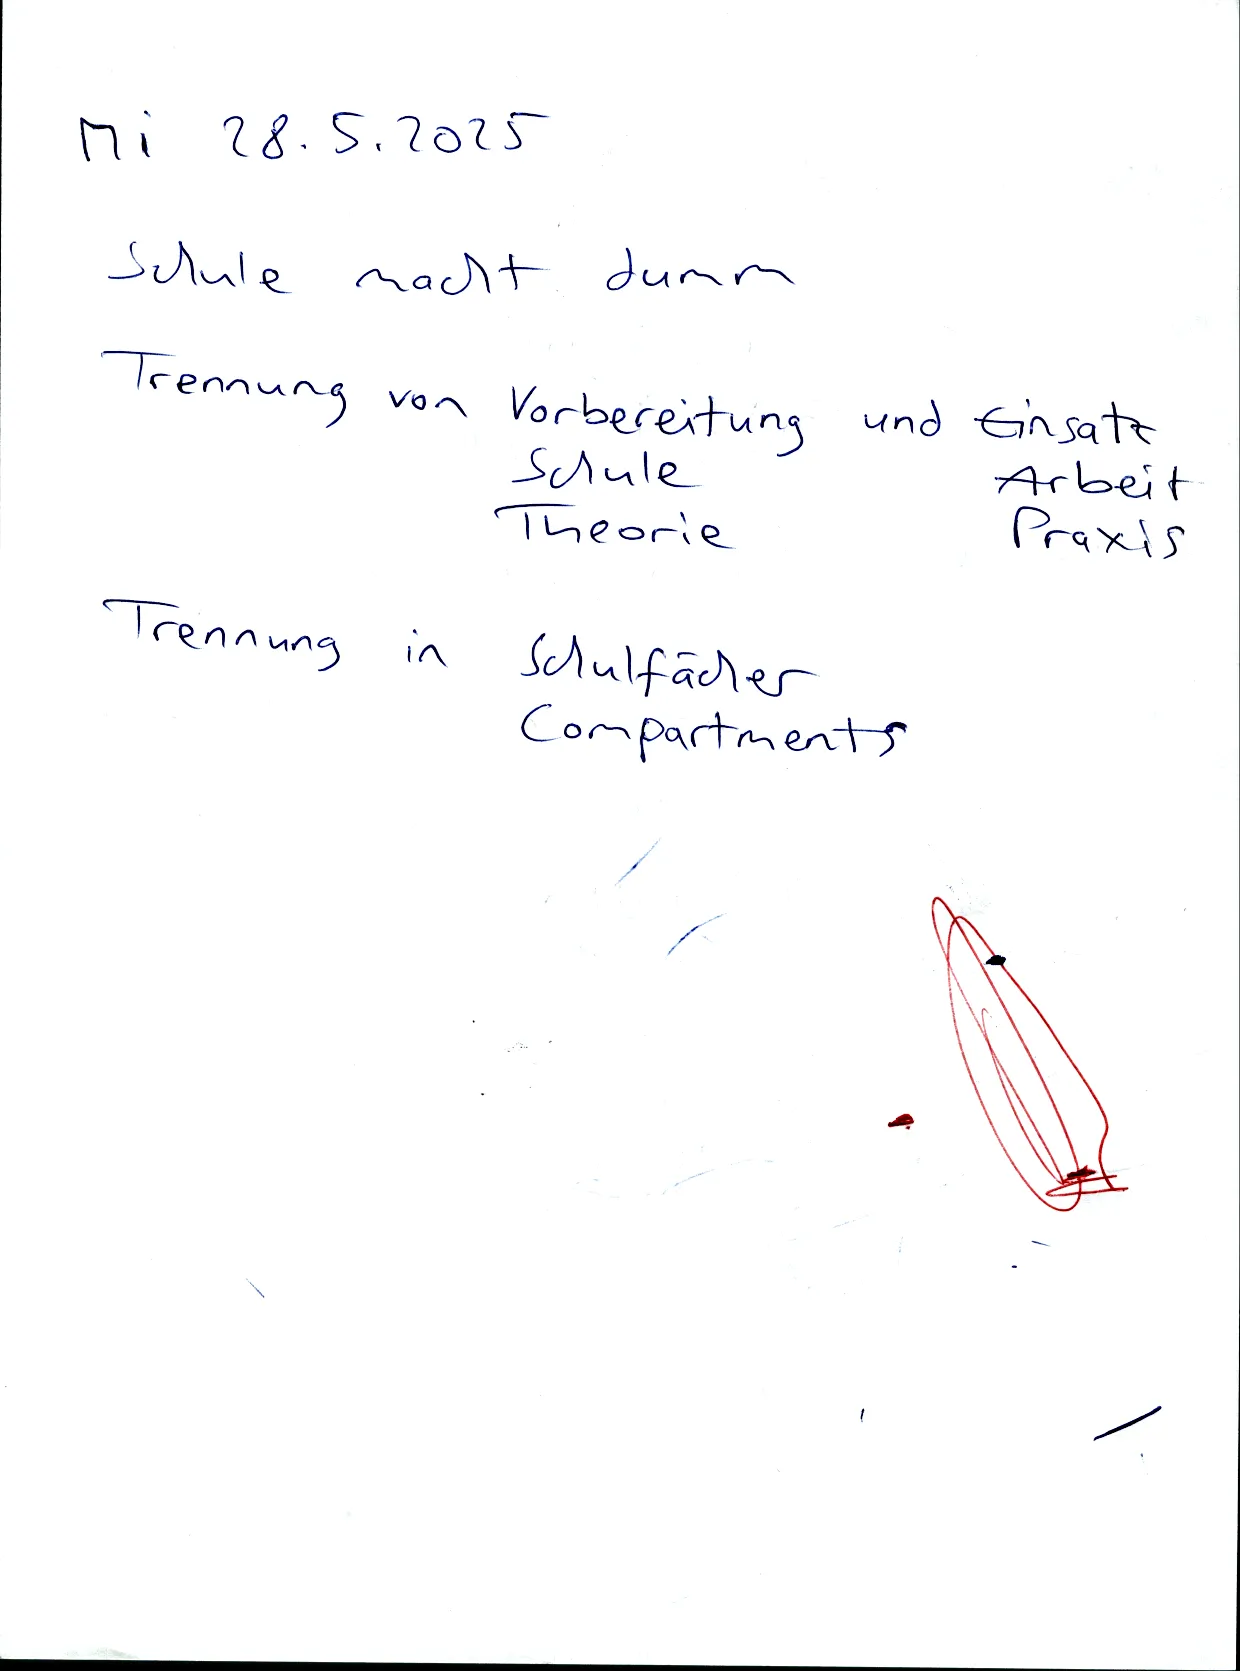 Mi 28.5.2025
Schule macht dumm
Trennung von Vorbereitung und Einsatz
Schule Arbeit
Theorie Praxis
Trennung in Schulfächer
Compartments